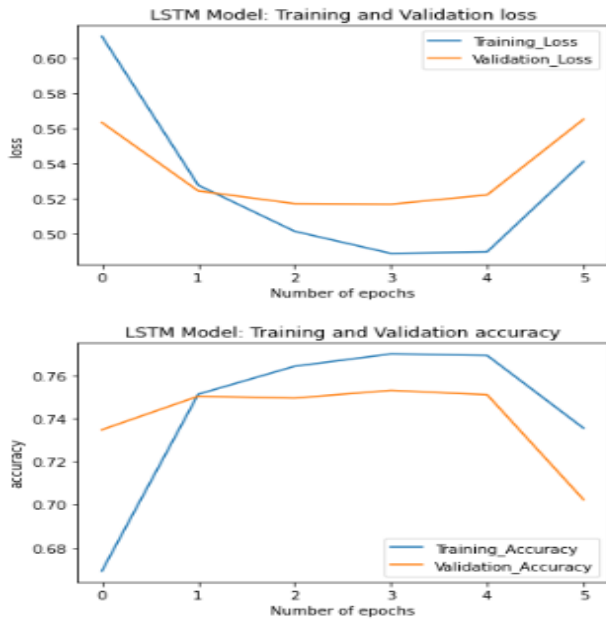 LSTM Model: Training and Validation loss
Training_Loss
Validation_Loss
0.60
0.58
0.56
0.54
0.52
0.50
loss
0 1 2 3 4 5
Number of epochs
LSTM Model: Training and Validation accuracy
0.76
0.74
0.72
0.70
0.68
accuracy
Training_Accuracy
Validation_Accuracy
0 1 2 3 4 5
Number of epochs